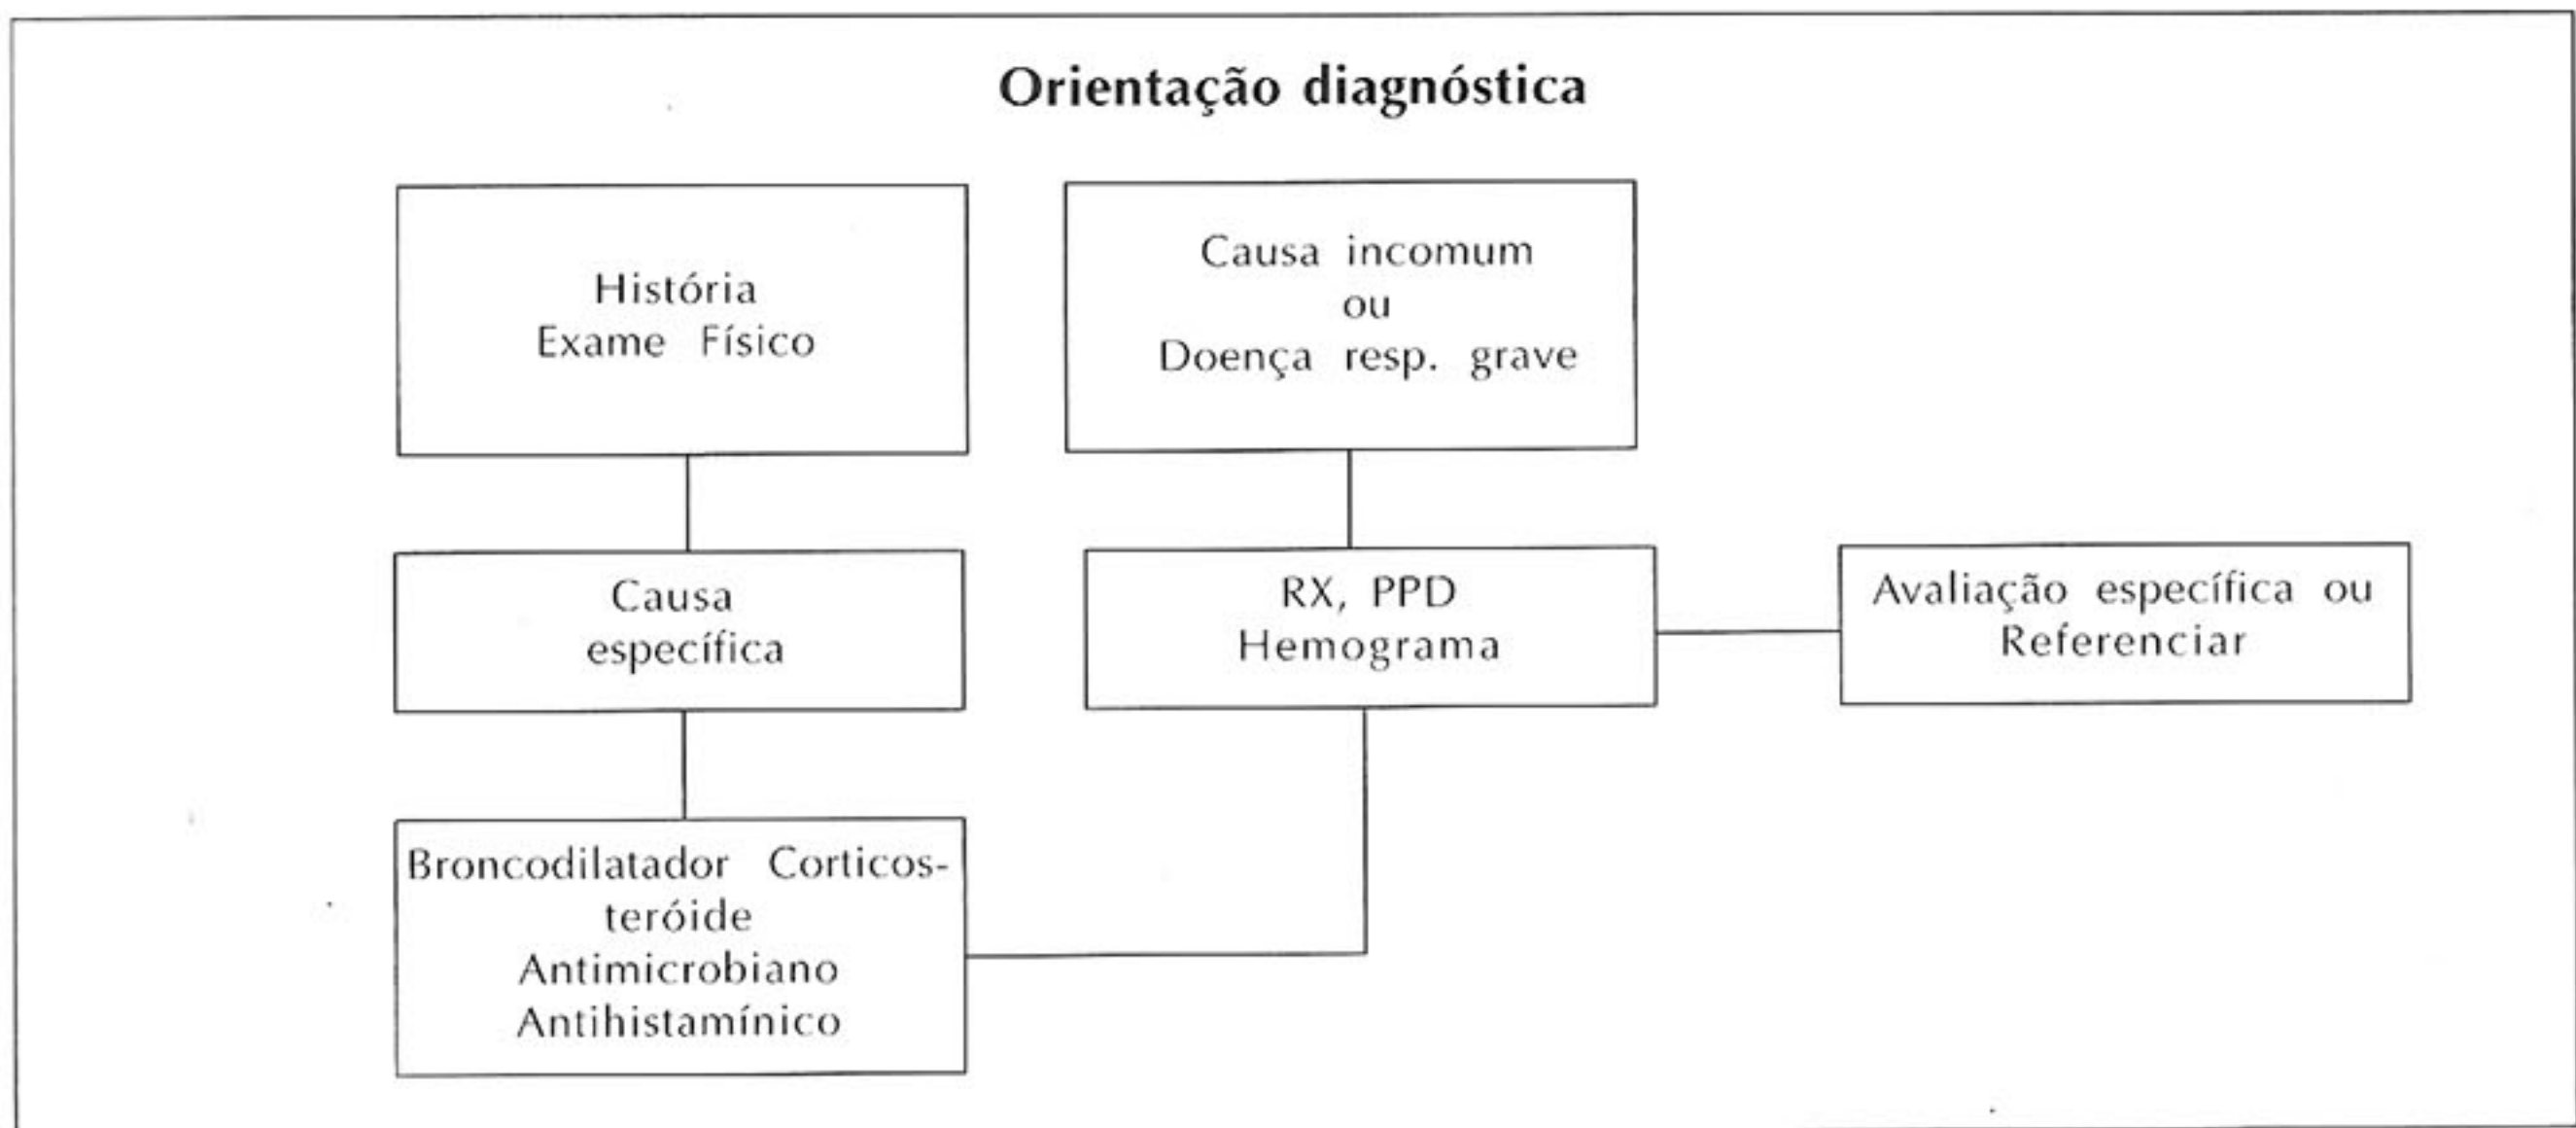 Orientação diagnóstica
História
Exame Físico
Causa incomum
ou
Doença resp. grave
Causa
específica
RX, PPD
Hemograma
Avaliação específica ou
Referenciar
Broncodilatador Corticos-
teróide
Antimicrobiano
Antihistamínico